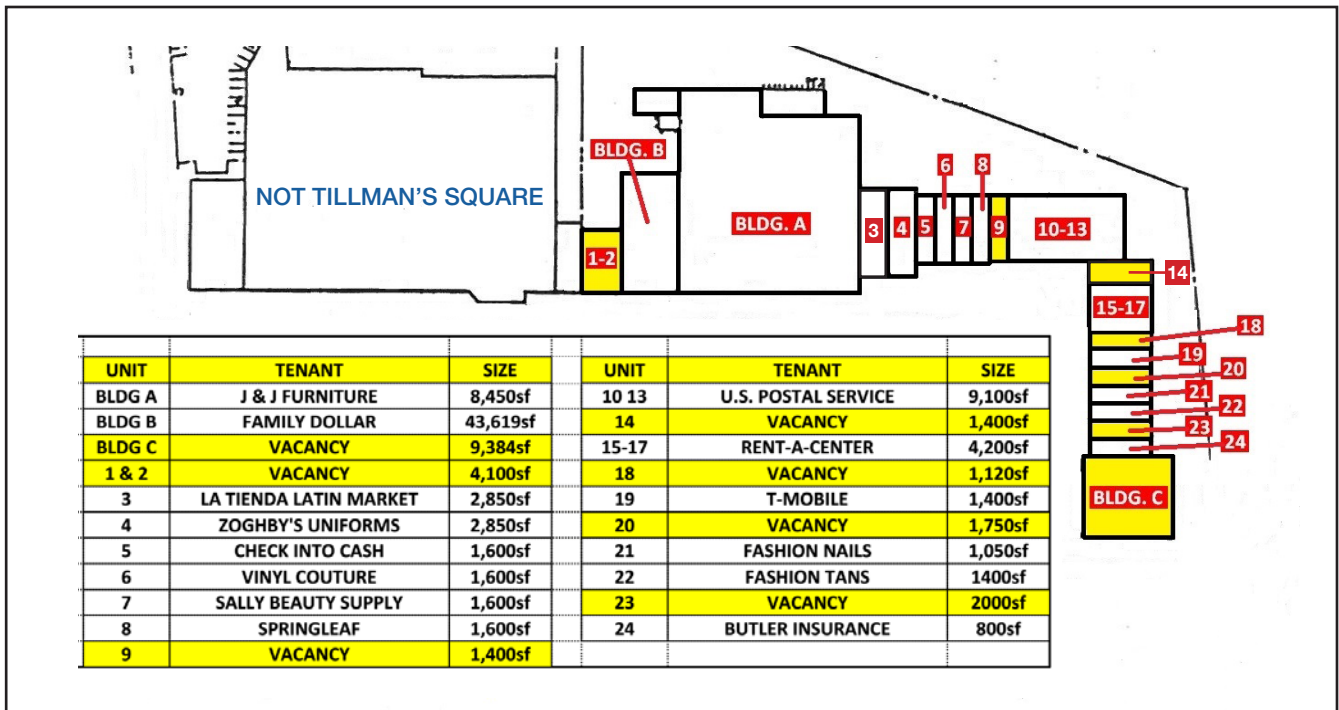 BLDG. B
6
8
NOT TILLMAN'S SQUARE
1-2
BLDG. A
3
4
5
7
9
10-13
14
15-17
18
19
20
21
22
23
24
BLDG. C
UNIT TENANT SIZE UNIT TENANT SIZE
BLDG A J & J FURNITURE 8,450sf 10 13 U.S. POSTAL SERVICE 9,100sf
BLDG B FAMILY DOLLAR 43,619sf 14 VACANCY 1,400sf
BLDG C VACANCY 9,384sf 15-17 RENT-A-CENTER 4,200sf
1 & 2 VACANCY 4,100sf 18 VACANCY 1,120sf
3 LA TIENDA LATIN MARKET 2,850sf 19 T-MOBILE 1,400sf
4 ZOGHBY'S UNIFORMS 2,850sf 20 VACANCY 1,750sf
5 CHECK INTO CASH 1,600sf 21 FASHION NAILS 1,050sf
6 VINYL COUTURE 1,600sf 22 FASHION TANS 1400sf
7 SALLY BEAUTY SUPPLY 1,600sf 23 VACANCY 2000sf
8 SPRINGLEAF 1,600sf 24 BUTLER INSURANCE 800sf
9 VACANCY 1,400sf